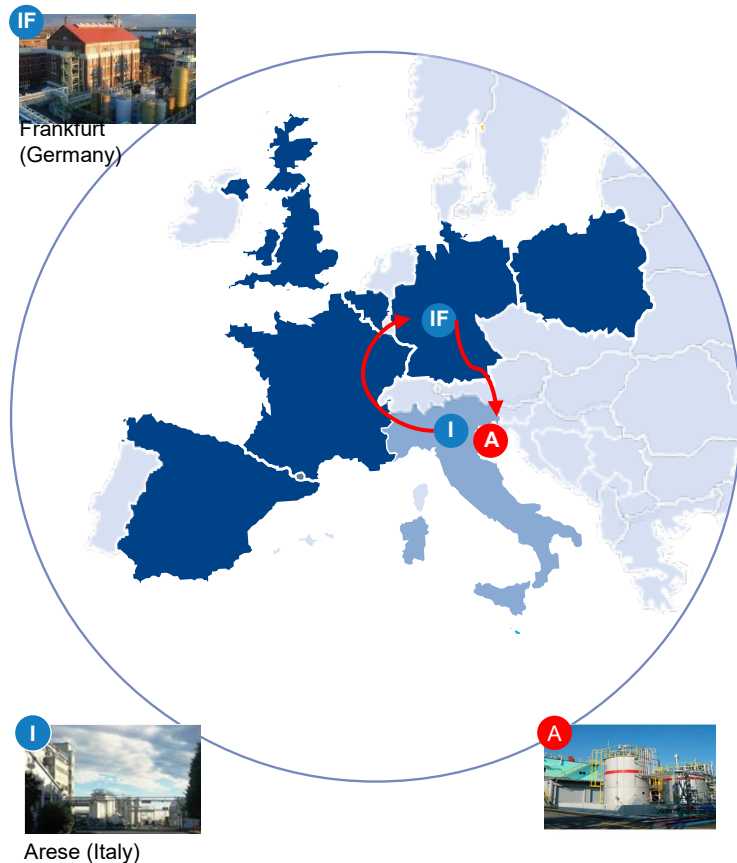 IF
Frankfurt
(Germany)
IF
I
A
I
A
Arese (Italy)